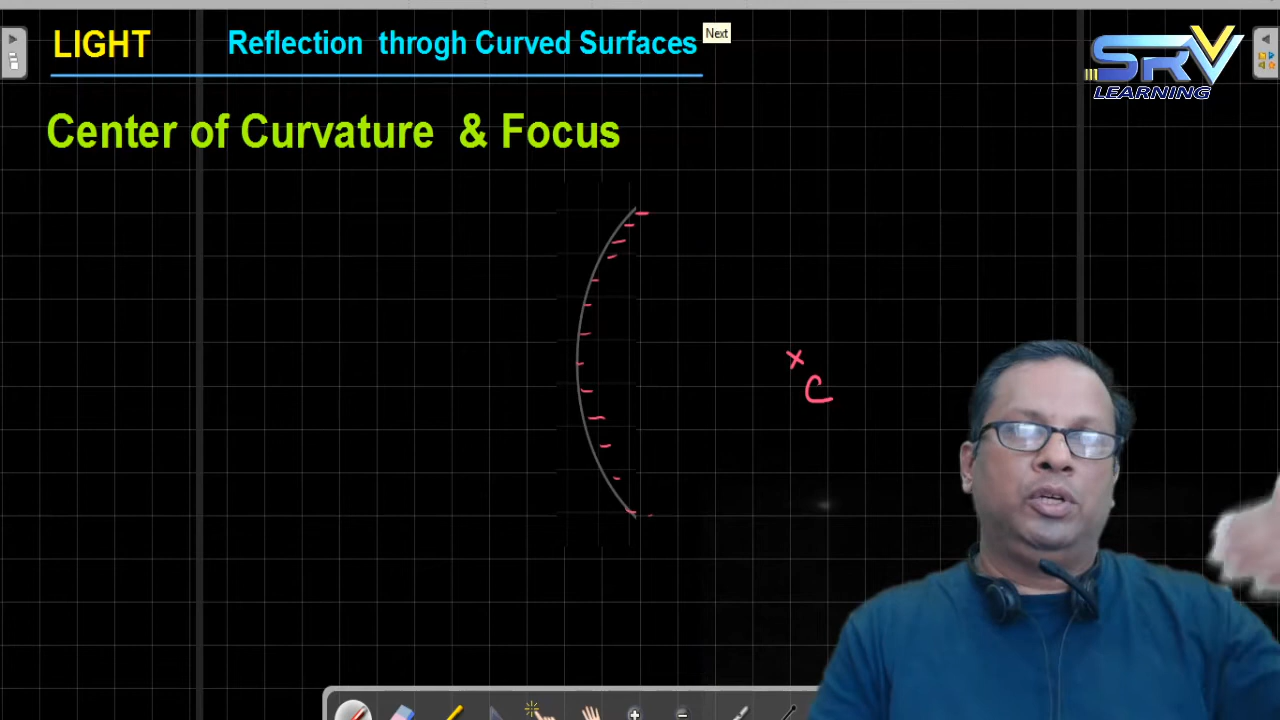 LIGHT
Reflection throgh Curved Surfaces
Next
SRV
LEARNING
Center of Curvature & Focus
C